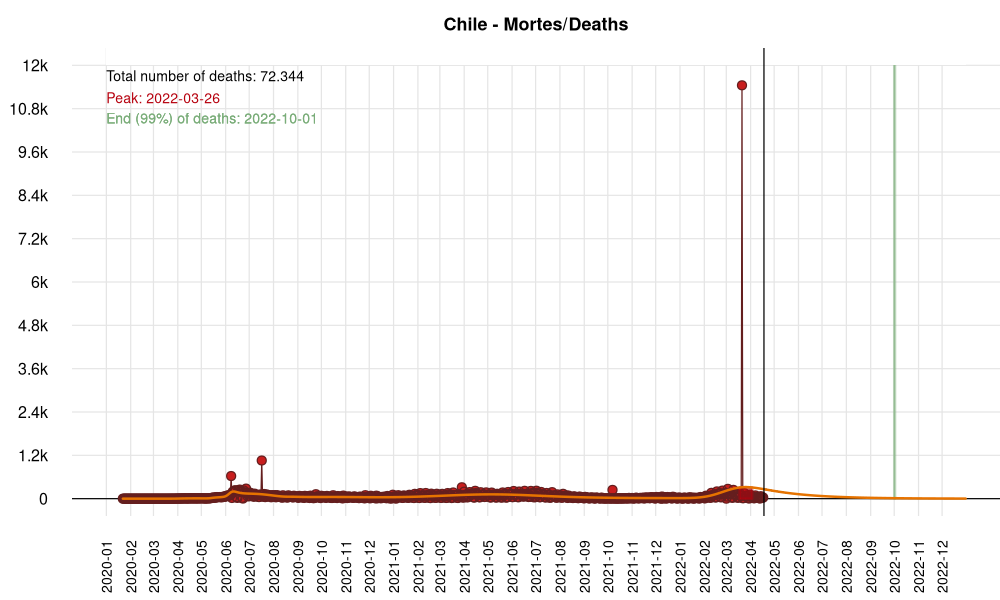 Chile - Mortes/Deaths
12k
10.8k
9.6k
8.4k
7.2k
6k
4.8k
3.6k
2.4k
1.2k
0
Total number of deaths: 72.344
Peak: 2022-03-26
End (99%) of deaths: 2022-10-01
2020-01
2020-02
2020-03
2020-04
2020-05
2020-06
2020-07
2020-08
2020-09
2020-10
2020-11
2020-12
2021-01
2021-02
2021-03
2021-04
2021-05
2021-06
2021-07
2021-08
2021-09
2021-10
2021-11
2021-12
2022-01
2022-02
2022-03
2022-04
2022-05
2022-06
2022-07
2022-08
2022-09
2022-10
2022-11
2022-12